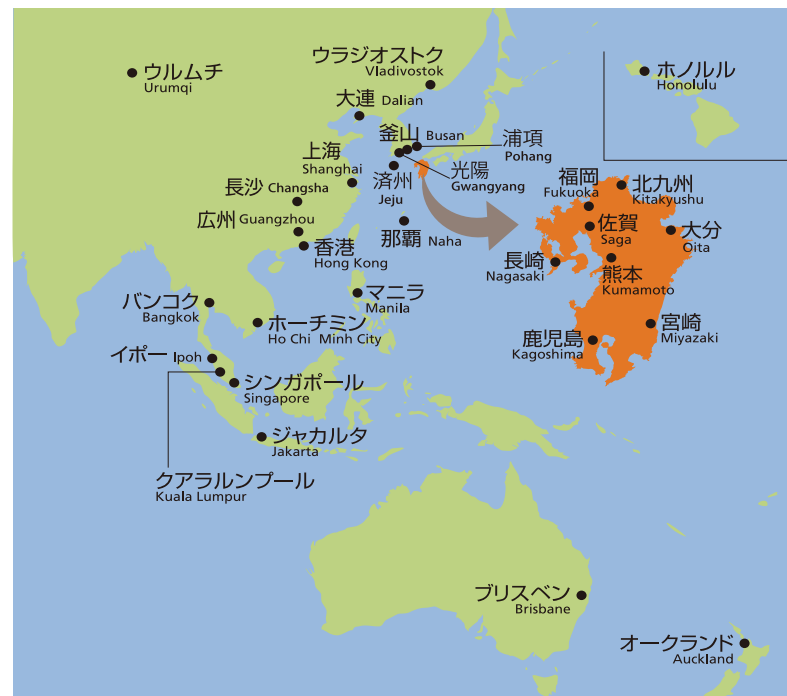 ウラジオストク
Vladivostok
ウルムチ
Urumqi
ホノルル
Honolulu
大連 Dalian
釜山 Busan
浦項
Pohang
上海
Shanghai
光陽
Gwangyang
済州
Jeju
長沙 Changsha
広州 Guangzhou
香港
Hong Kong
那覇 Naha
福岡
Fukuoka
北九州
Kitakyushu
佐賀
Saga
大分
Oita
長崎
Nagasaki
熊本
Kumamoto
宮崎
Miyazaki
鹿児島
Kagoshima
マニラ
Manila
バンコク
Bangkok
ホーチミン
Ho Chi Minh City
イポー Ipoh
シンガポール
Singapore
ジャカルタ
Jakarta
クアラルンプール
Kuala Lumpur
ブリスベン
Brisbane
オークランド
Auckland